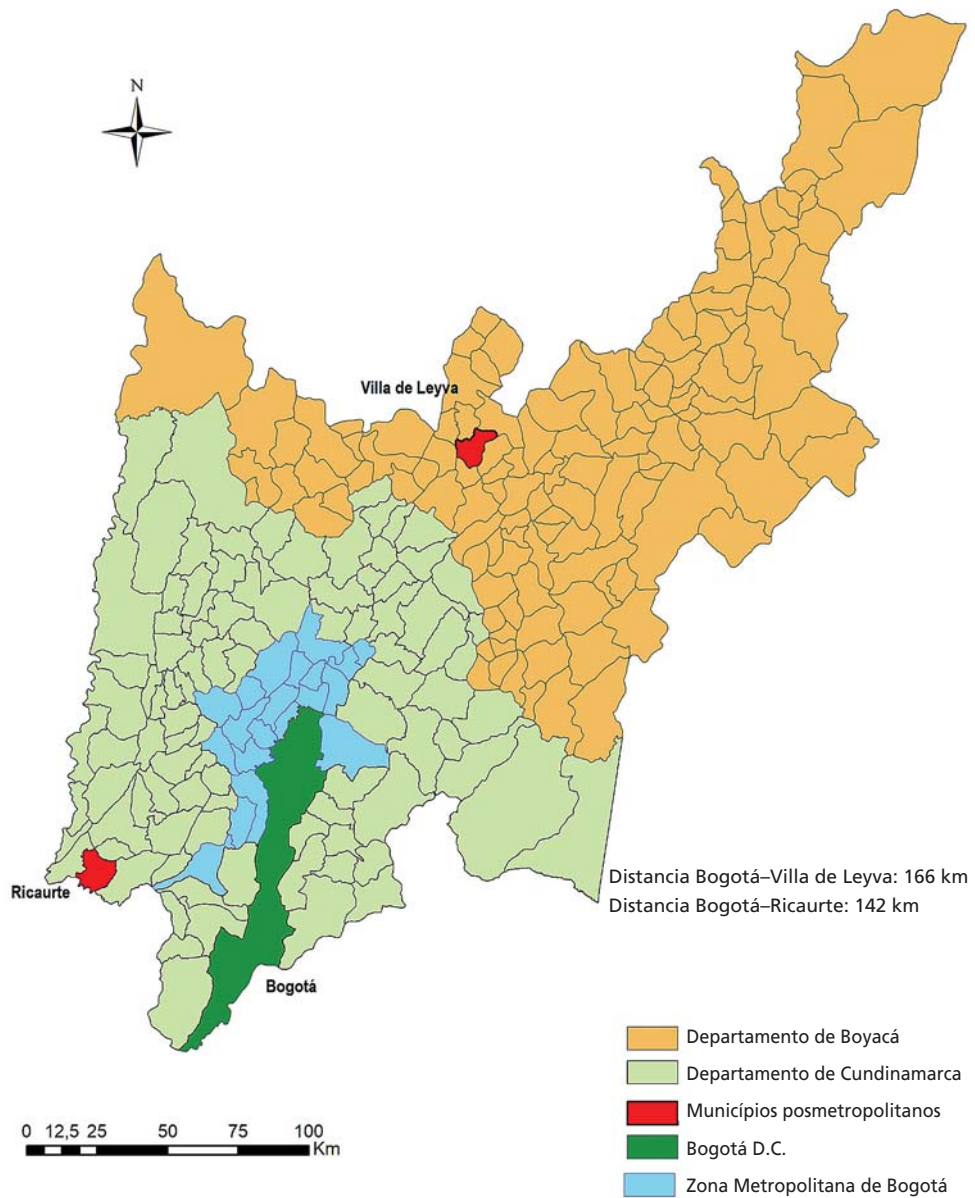 N
Villa de Leyva
Ricaurte
Distancia Bogotá–Villa de Leyva: 166 km
Distancia Bogotá–Ricaurte: 142 km
Bogotá
Departamento de Boyacá
Departamento de Cundinamarca
Municípios posmetropolitanos
Bogotá D.C.
Zona Metropolitana de Bogotá
0 12,5 25 50 75 100
Km